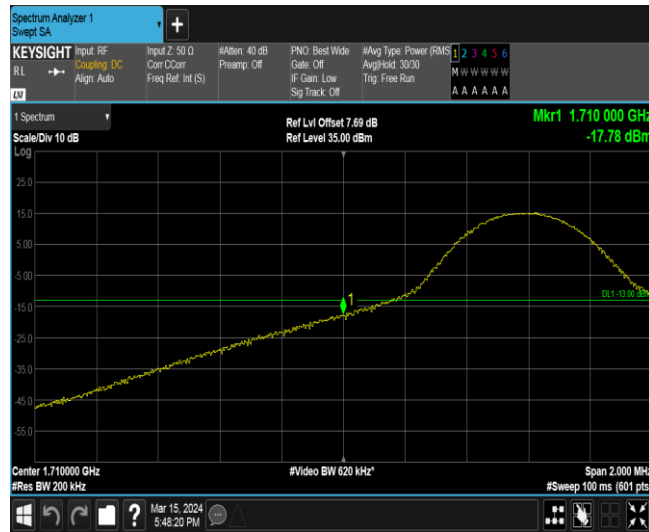 Spectrum Analyzer 1
Swept SA
KEYSIGHT
RL
LXI
Input: RF
Coupling: DC
Align: Auto
Input Z: 50 Ω
Corr CCorr
Freq Ref: Int (S)
#Atten: 40 dB
Preamp: Off
PNO: Best Wide
Gate: Off
IF Gain: Low
Sig Track: Off
#Avg Type: Power (RMS
Avg|Hold: 30/30
Trig: Free Run
1 2 3 4 5 6
M W W W W W
A A A A A A
1 Spectrum
Scale/Div 10 dB
Log
Ref Lvl Offset 7.69 dB
Ref Level 35.00 dBm
Mkr1 1.710 000 GHz
-17.78 dBm
25.0
15.0
5.00
-5.00
-15.0
-25.0
-35.0
-45.0
-55.0
1
DL1 -13.00 dBm
Center 1.710000 GHz
#Res BW 200 kHz
#Video BW 620 kHz*
Span 2.000 MHz
#Sweep 100 ms (601 pts)
?
Mar 15, 2024
5:48:20 PM